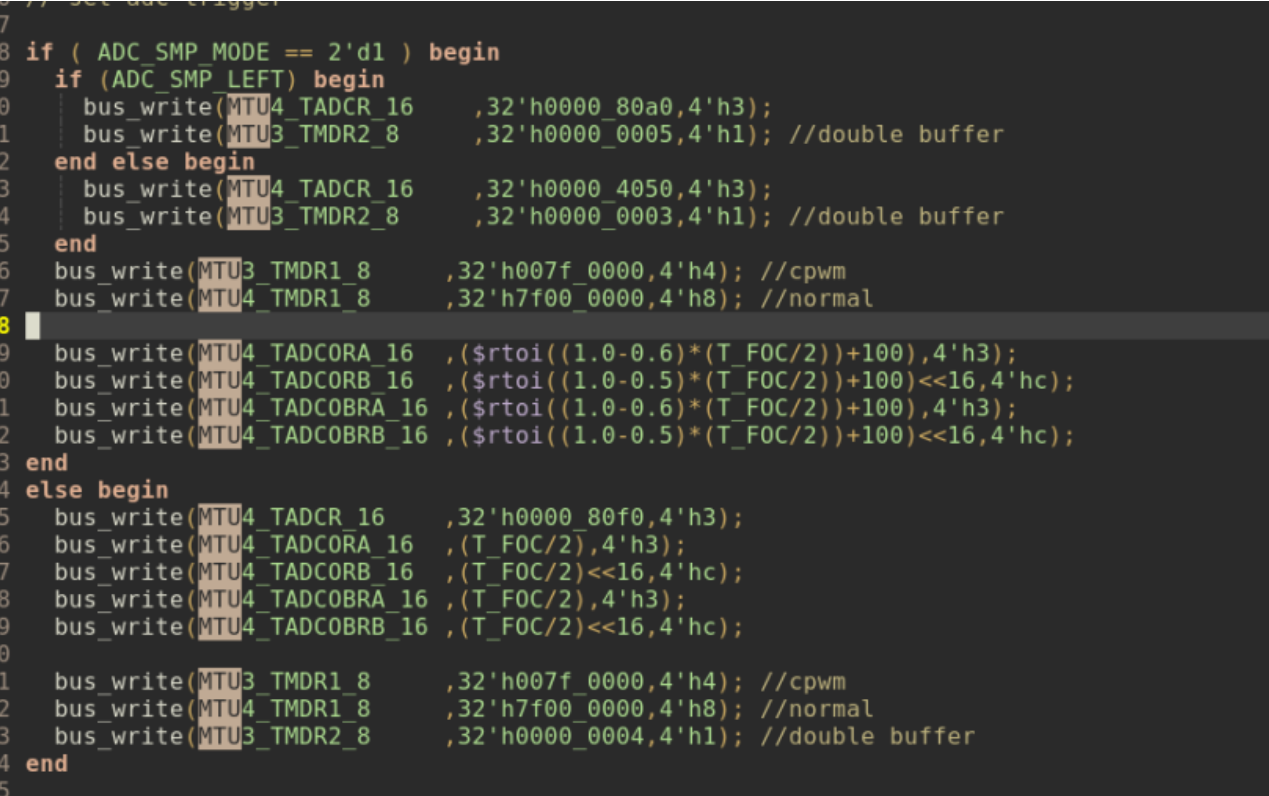 // set adc trigger
7
8 if ( ADC_SMP_MODE == 2'd1 ) begin
9   if (ADC_SMP_LEFT) begin
0     bus_write(MTU4_TADCR_16    ,32'h0000_80a0,4'h3);
1     bus_write(MTU3_TMDR2_8     ,32'h0000_0005,4'h1); //double buffer
2   end else begin
3     bus_write(MTU4_TADCR_16    ,32'h0000_4050,4'h3);
4     bus_write(MTU3_TMDR2_8     ,32'h0000_0003,4'h1); //double buffer
5   end
6   bus_write(MTU3_TMDR1_8     ,32'h007f_0000,4'h4); //cpwm
7   bus_write(MTU4_TMDR1_8     ,32'h7f00_0000,4'h8); //normal
8
9   bus_write(MTU4_TADCORA_16  ,($rtoi((1.0-0.6)*(T_FOC/2))+100),4'h3);
0   bus_write(MTU4_TADCORB_16  ,($rtoi((1.0-0.5)*(T_FOC/2))+100)<<16,4'hc);
1   bus_write(MTU4_TADCOBRA_16 ,($rtoi((1.0-0.6)*(T_FOC/2))+100),4'h3);
2   bus_write(MTU4_TADCOBRB_16 ,($rtoi((1.0-0.5)*(T_FOC/2))+100)<<16,4'hc);
3 end
4 else begin
5   bus_write(MTU4_TADCR_16    ,32'h0000_80f0,4'h3);
6   bus_write(MTU4_TADCORA_16  ,(T_FOC/2),4'h3);
7   bus_write(MTU4_TADCORB_16  ,(T_FOC/2)<<16,4'hc);
8   bus_write(MTU4_TADCOBRA_16 ,(T_FOC/2),4'h3);
9   bus_write(MTU4_TADCOBRB_16 ,(T_FOC/2)<<16,4'hc);
0
1   bus_write(MTU3_TMDR1_8     ,32'h007f_0000,4'h4); //cpwm
2   bus_write(MTU4_TMDR1_8     ,32'h7f00_0000,4'h8); //normal
3   bus_write(MTU3_TMDR2_8     ,32'h0000_0004,4'h1); //double buffer
4 end
5